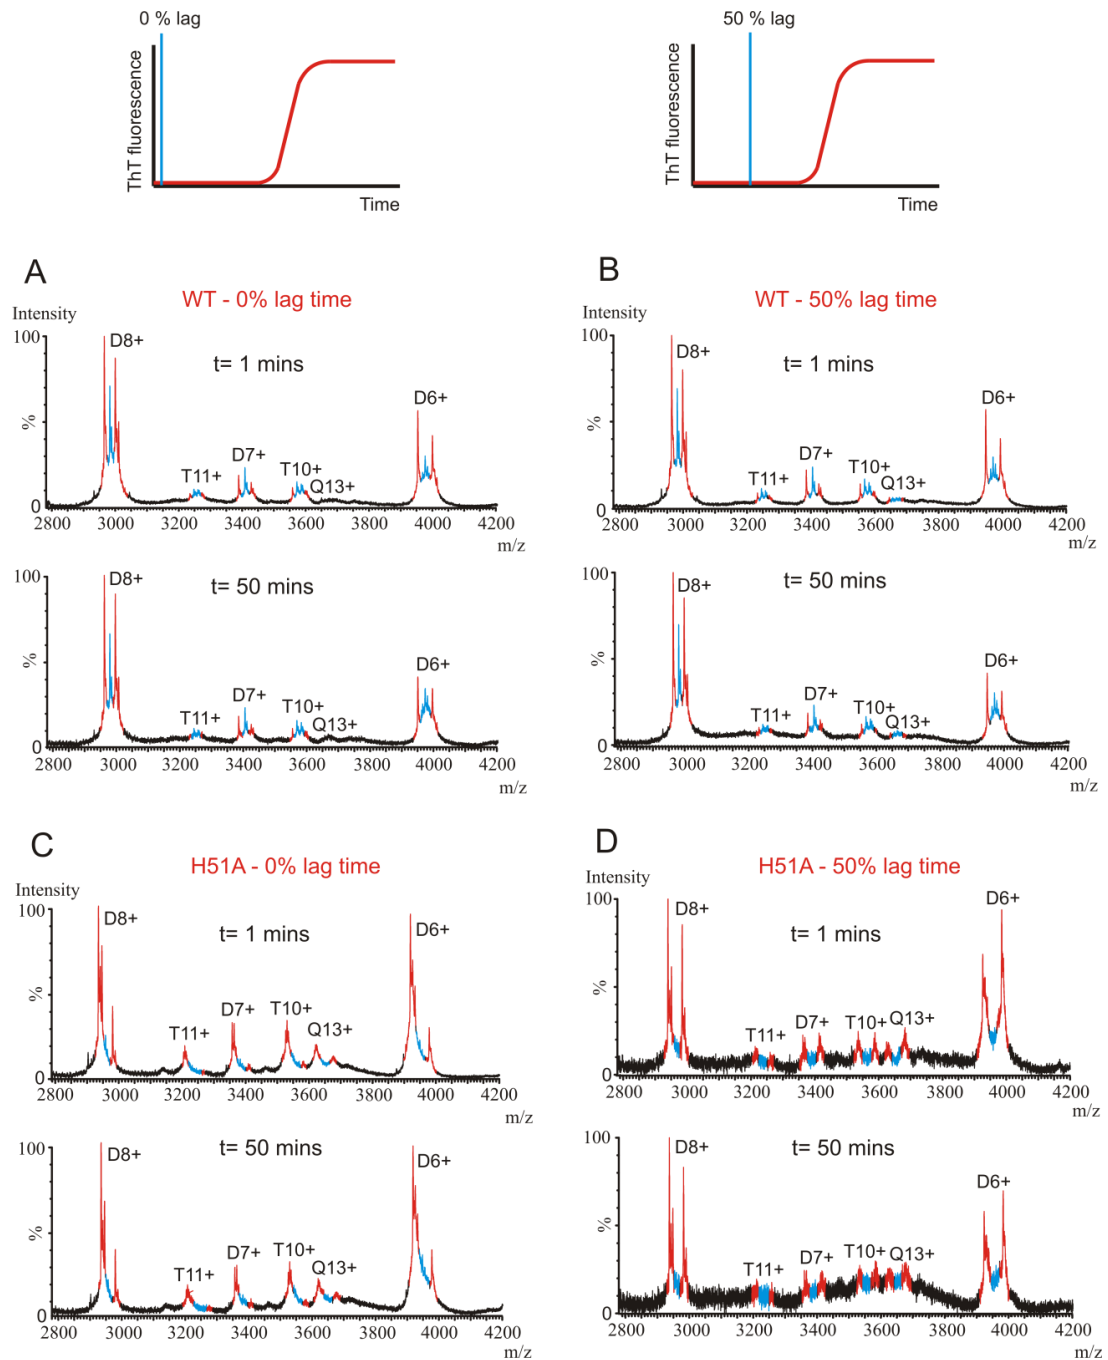 0 % lag
ThT fluorescence
Time
50 % lag
ThT fluorescence
Time
A
WT - 0% lag time
Intensity
100
%
0
D8+
t= 1 mins
T11+
D7+
T10+
Q13+
D6+
2800 3000 3200 3400 3600 3800 4000 4200
m/z
100
%
0
D8+
t= 50 mins
T11+
D7+
T10+
Q13+
D6+
2800 3000 3200 3400 3600 3800 4000 4200
m/z
B
WT - 50% lag time
Intensity
100
%
0
D8+
t= 1 mins
T11+
D7+
T10+
Q13+
D6+
2800 3000 3200 3400 3600 3800 4000 4200
m/z
100
%
0
D8+
t= 50 mins
T11+
D7+
T10+
Q13+
D6+
2800 3000 3200 3400 3600 3800 4000 4200
m/z
C
H51A - 0% lag time
Intensity
100
%
0
D8+
t= 1 mins
T11+
D7+
T10+
Q13+
D6+
2800 3000 3200 3400 3600 3800 4000 4200
m/z
100
%
0
D8+
t= 50 mins
T11+
D7+
T10+
Q13+
D6+
2800 3000 3200 3400 3600 3800 4000 4200
m/z
D
H51A - 50% lag time
Intensity
100
%
0
D8+
t= 1 mins
T11+
D7+
T10+
Q13+
D6+
2800 3000 3200 3400 3600 3800 4000 4200
m/z
100
%
0
D8+
t= 50 mins
T11+
D7+
T10+
Q13+
D6+
2800 3000 3200 3400 3600 3800 4000 4200
m/z